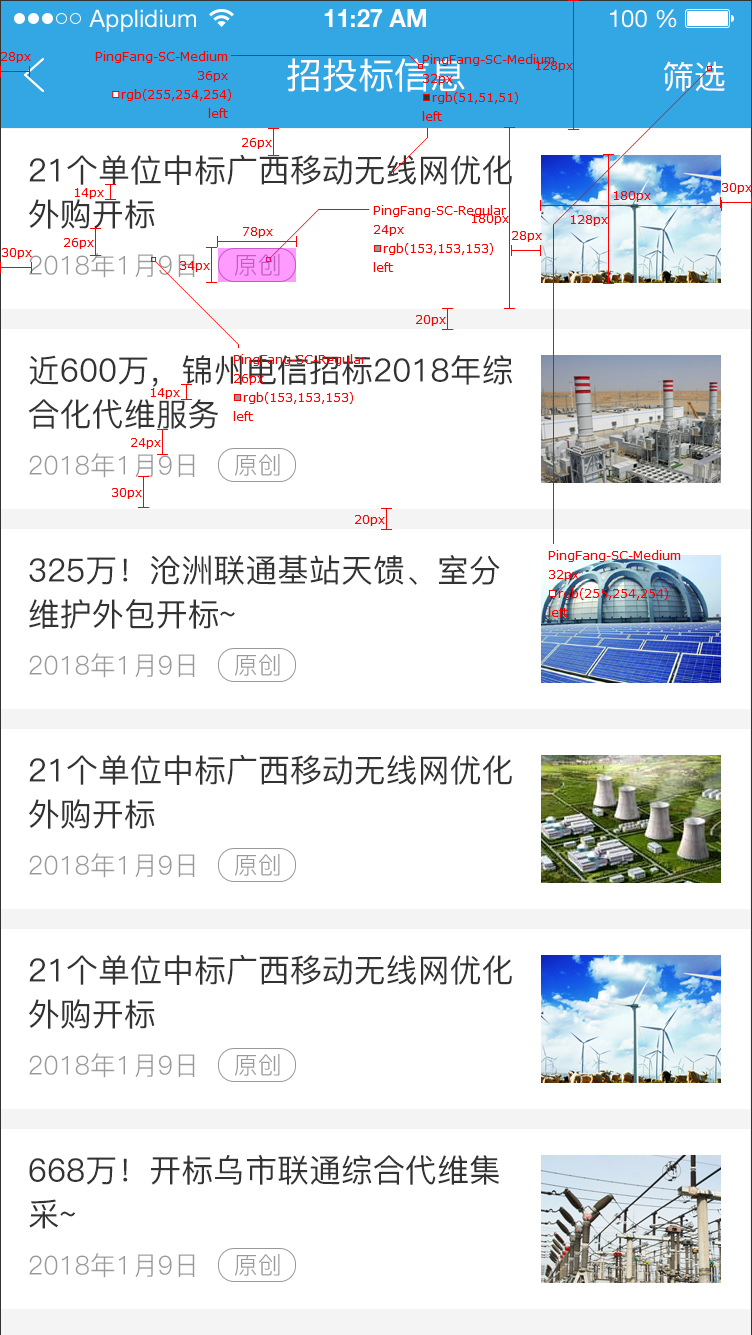 Applidium 11:27 AM 100 %
招投标信息 筛选
28px
PingFang-SC-Medium
36px
rgb(255,254,254)
left
PingFang-SC-Medium
32px
rgb(51,51,51)
left
128px
26px
21个单位中标广西移动无线网优化
外购开标
14px
26px
30px
2018年1月9日 原创
34px
78px
PingFang-SC-Regular
24px
rgb(153,153,153)
left
180px
28px
180px
128px
30px
20px
近600万，锦州电信招标2018年综
合化代维服务
PingFang-SC-Regular
26px
rgb(153,153,153)
left
14px
24px
2018年1月9日 原创
30px
20px
325万！沧洲联通基站天馈、室分
维护外包开标~
2018年1月9日 原创
PingFang-SC-Medium
32px
rgb(255,254,254)
left
21个单位中标广西移动无线网优化
外购开标
2018年1月9日 原创
21个单位中标广西移动无线网优化
外购开标
2018年1月9日 原创
668万！开标乌市联通综合代维集
采~
2018年1月9日 原创